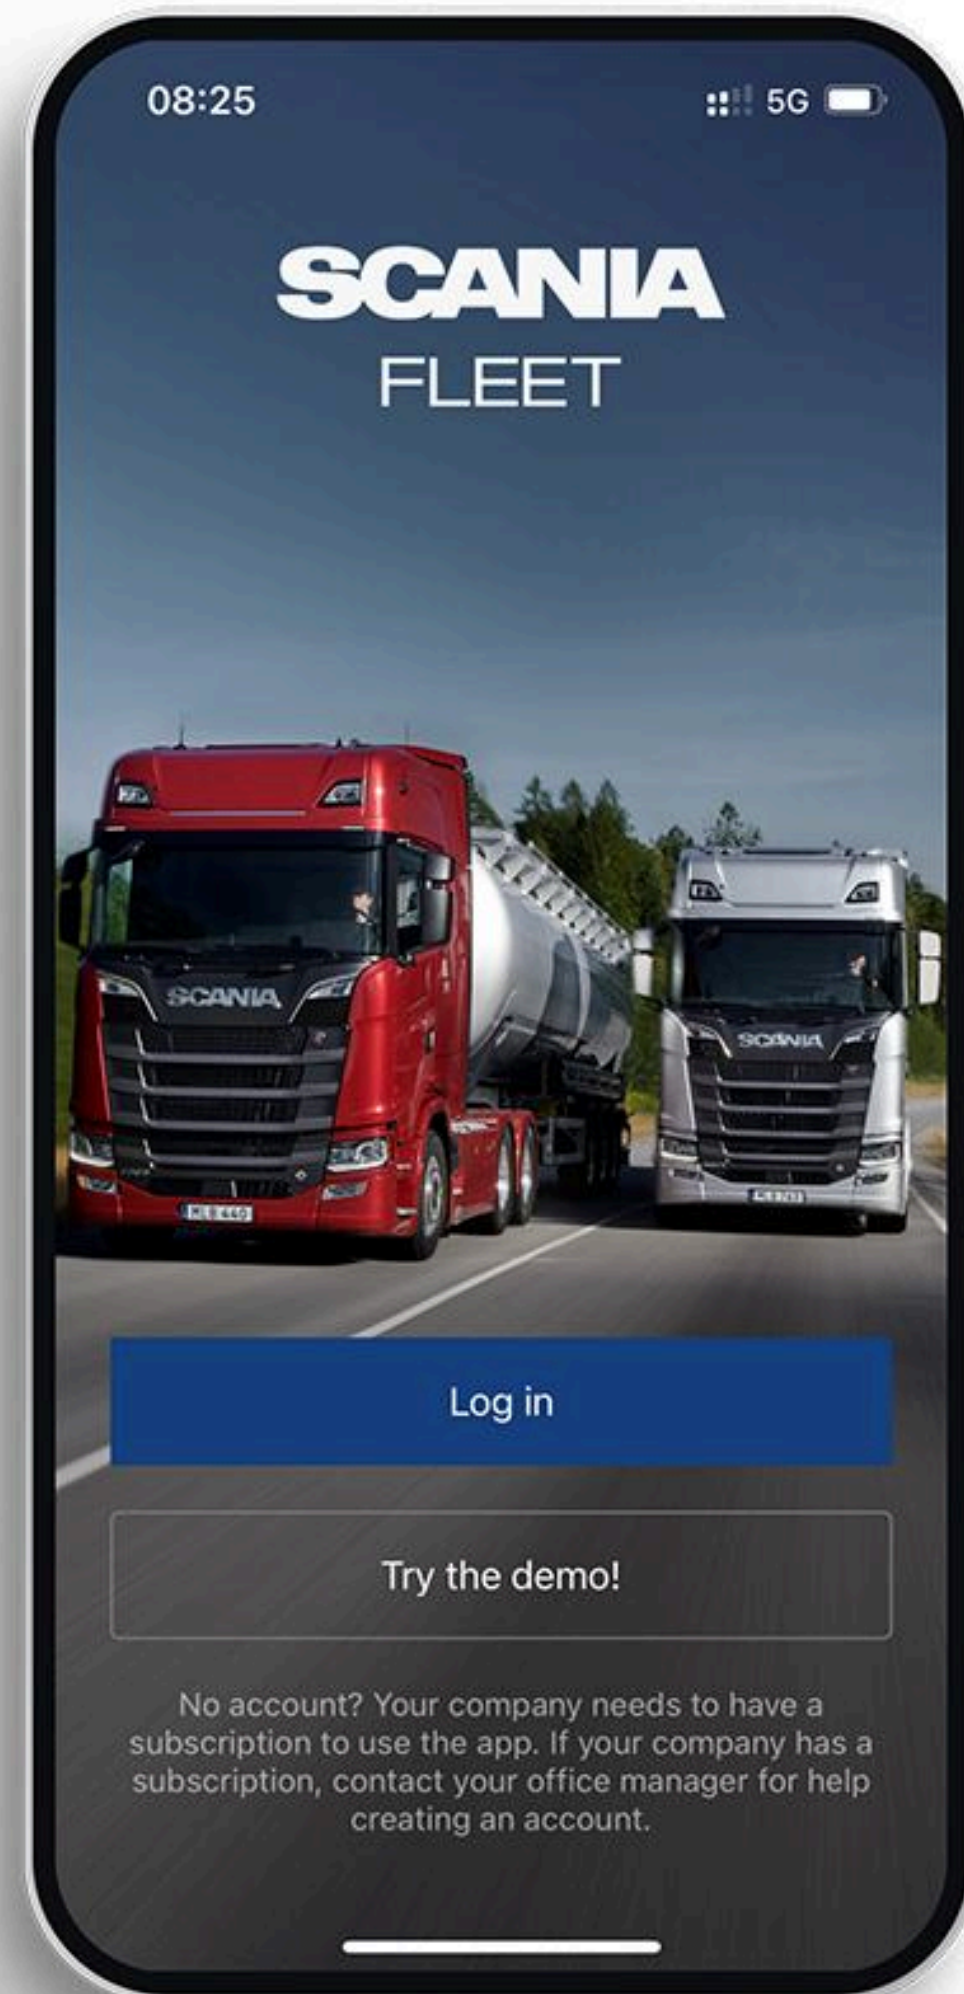 08:25 5G
SCANIA
FLEET
SCANIA
SCANIA
MLB 440
Log in
Try the demo!
No account? Your company needs to have a
subscription to use the app. If your company has a
subscription, contact your office manager for help
creating an account.